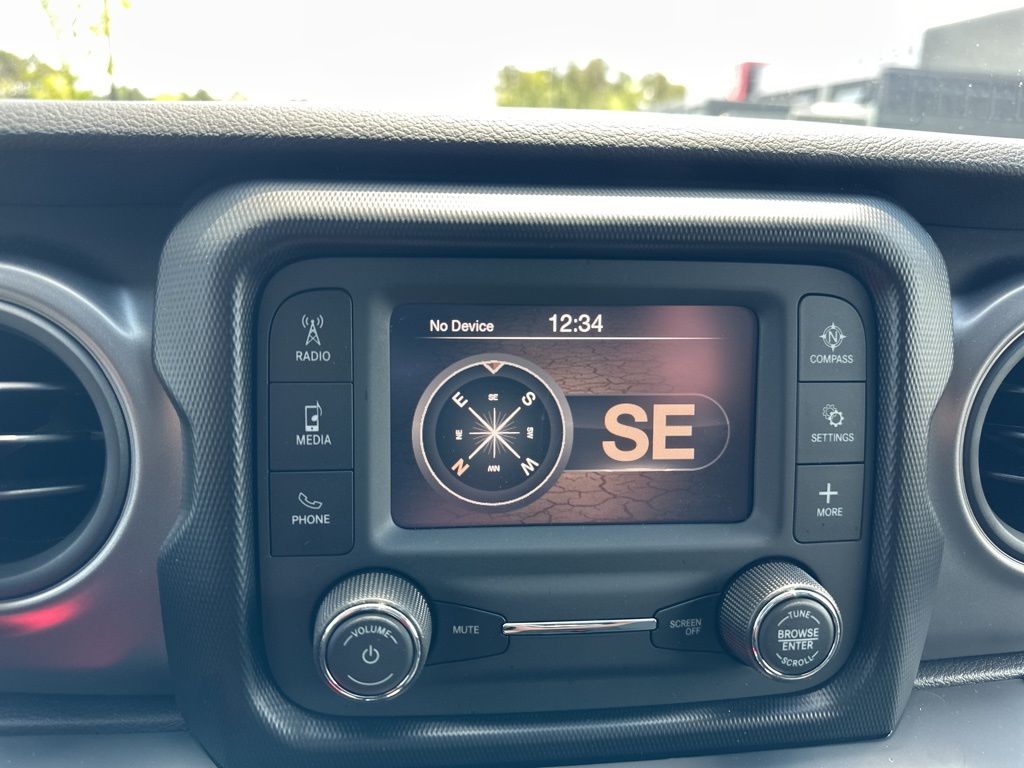 No Device 12:34
RADIO
MEDIA
PHONE
E SE S
NE SW
N NW W
SE
N
COMPASS
SETTINGS
MORE
VOLUME
MUTE
SCREEN
OFF
TUNE
BROWSE
ENTER
SCROLL